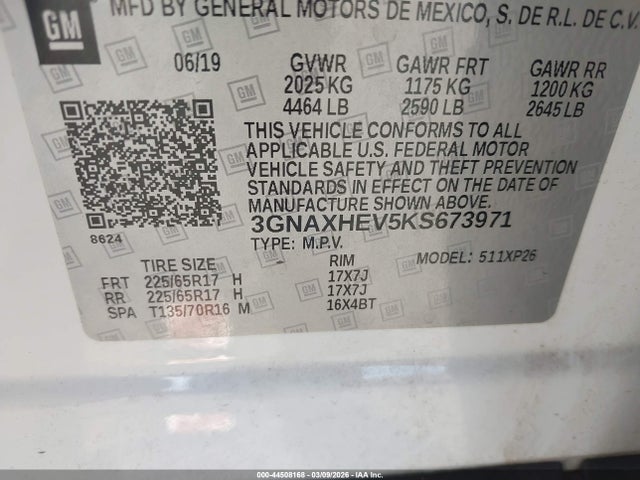 GM
MFD BY GENERAL MOTORS DE MEXICO, S. DE R.L. DE C.V.
06/19 GVWR GAWR FRT GAWR RR
2025 KG 1175 KG 1200 KG
4464 LB 2590 LB 2645 LB
THIS VEHICLE CONFORMS TO ALL
APPLICABLE U.S. FEDERAL MOTOR
VEHICLE SAFETY AND THEFT PREVENTION
STANDARDS IN EFFECT ON THE DATE OF
MANUFACTURE SHOWN ABOVE.
3GNAXHEV5KS673971
8624
TYPE: M.P.V. MODEL: 511XP26
TIRE SIZE RIM
FRT 225/65R17 H 17X7J
RR 225/65R17 H 17X7J
SPA T135/70R16 M 16X4BT
000-44508168 - 03/09/2026 - IAA Inc.